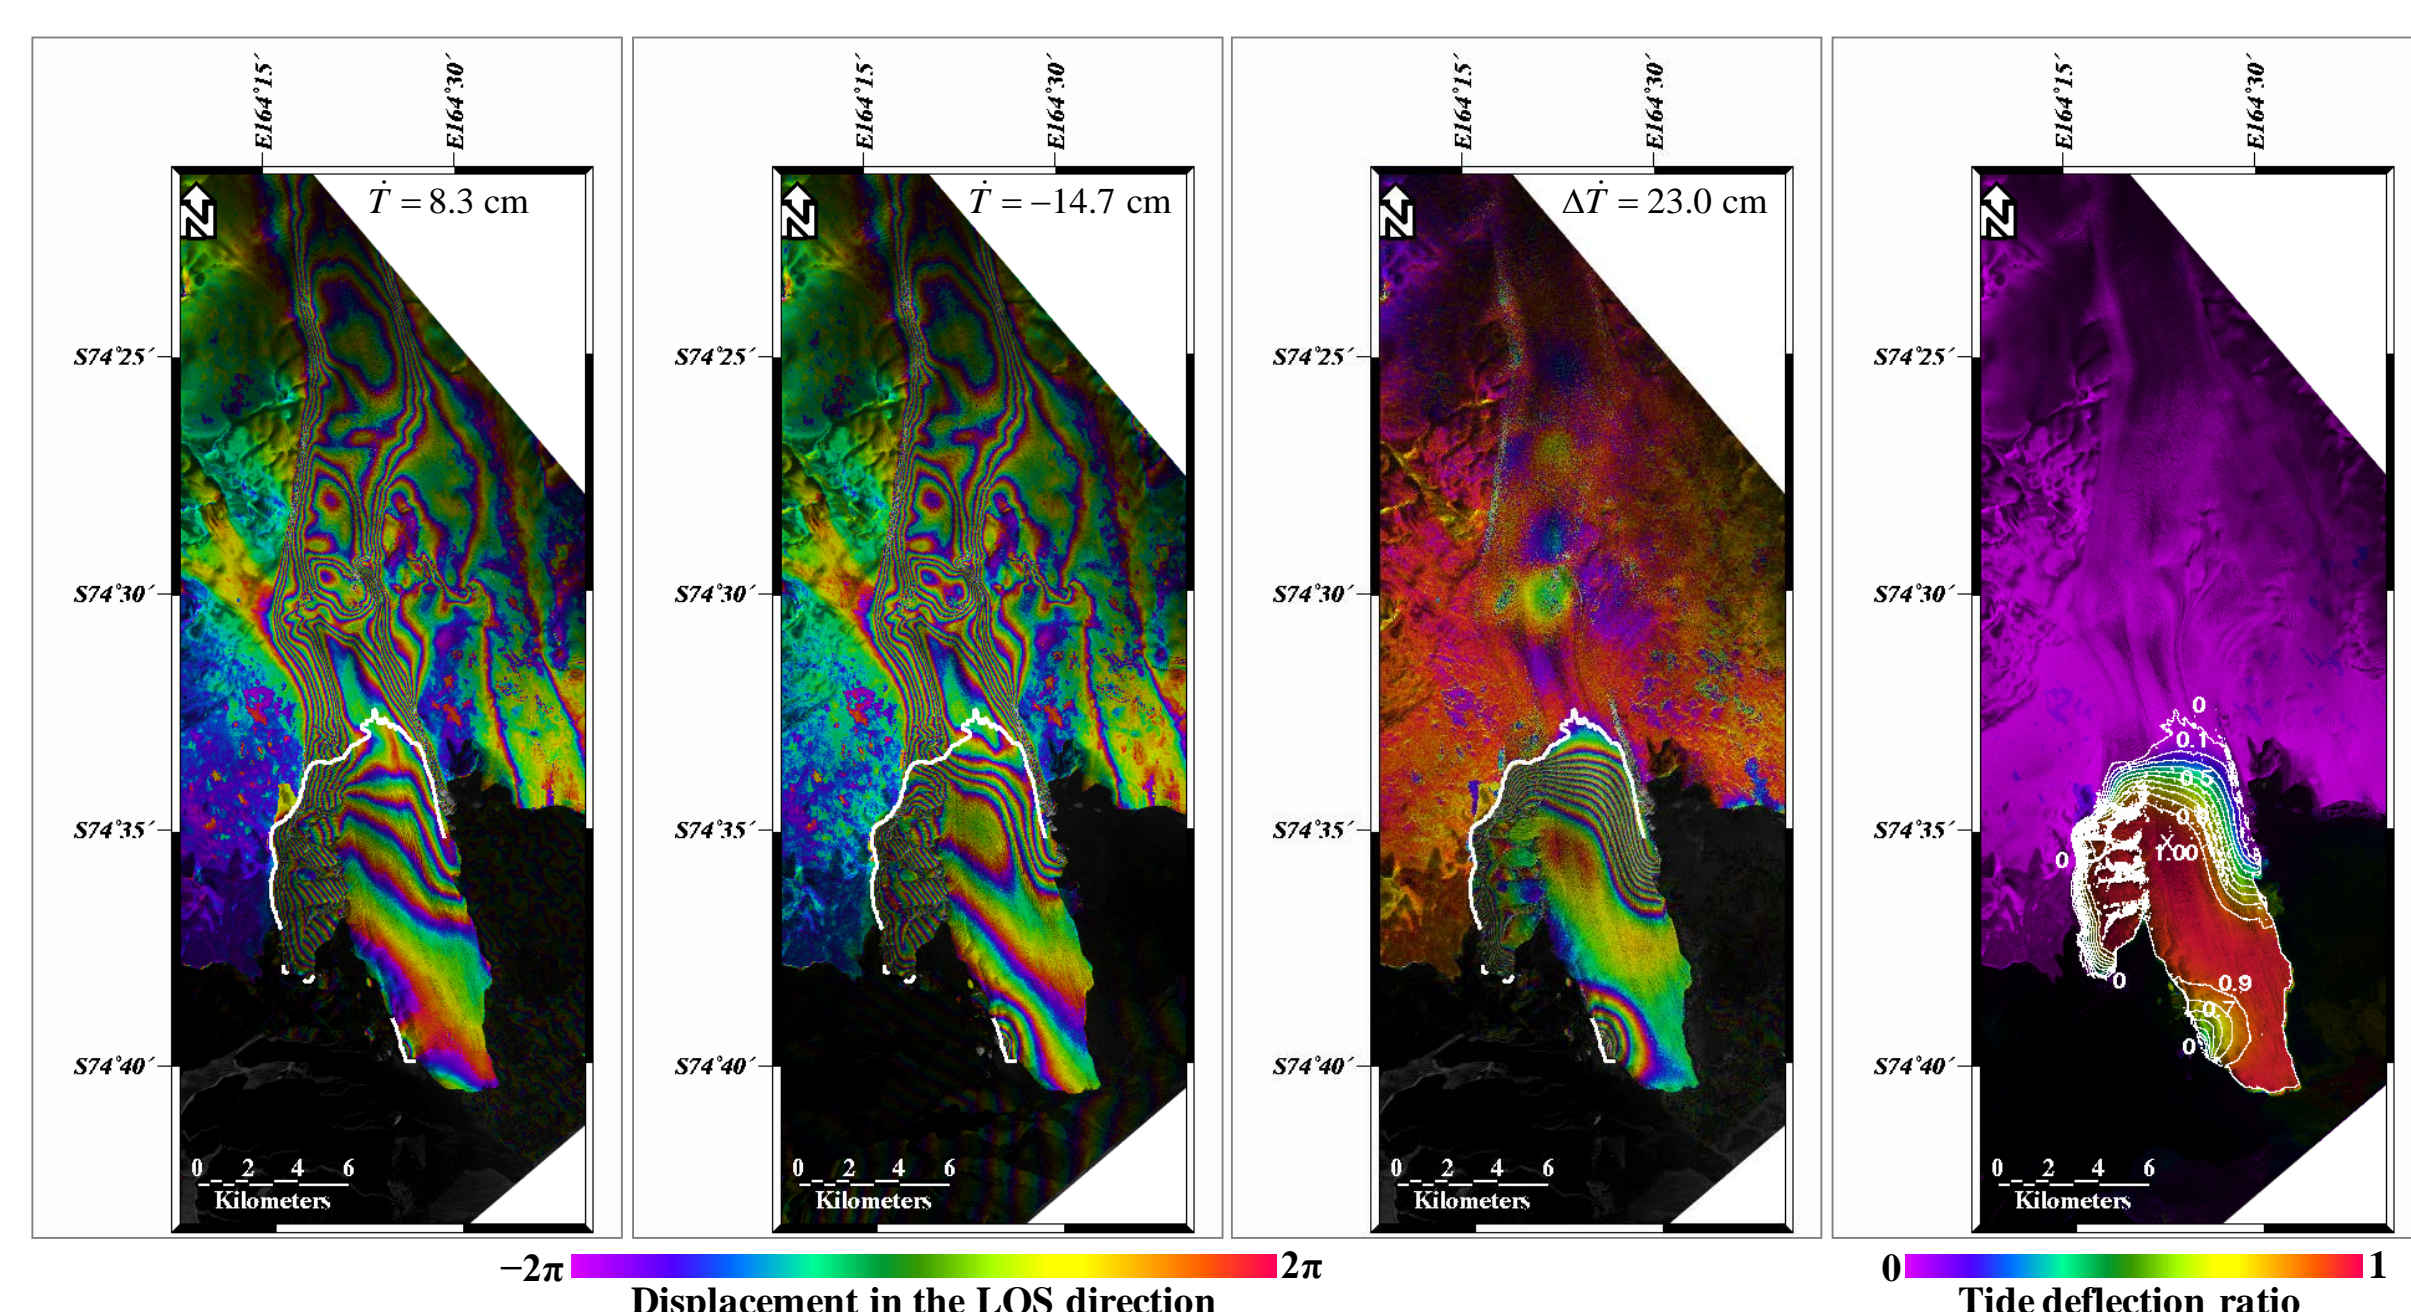 E164°15´ E164°30´ E164°15´ E164°30´ E164°15´ E164°30´ E164°15´ E164°30´
N Ṫ = 8.3 cm N Ṫ = −14.7 cm N ΔṪ = 23.0 cm N
S74°25´ S74°25´ S74°25´ S74°25´
S74°30´ S74°30´ S74°30´ S74°30´
0
0.1
0.5
S74°35´ S74°35´ S74°35´ S74°35´
X
1.00
0
0
0.9
0.7
0
S74°40´ S74°40´ S74°40´ S74°40´
0 2 4 6 0 2 4 6 0 2 4 6 0 2 4 6
Kilometers Kilometers Kilometers Kilometers
−2π 2π 0 1
Displacement in the LOS direction Tide deflection ratio